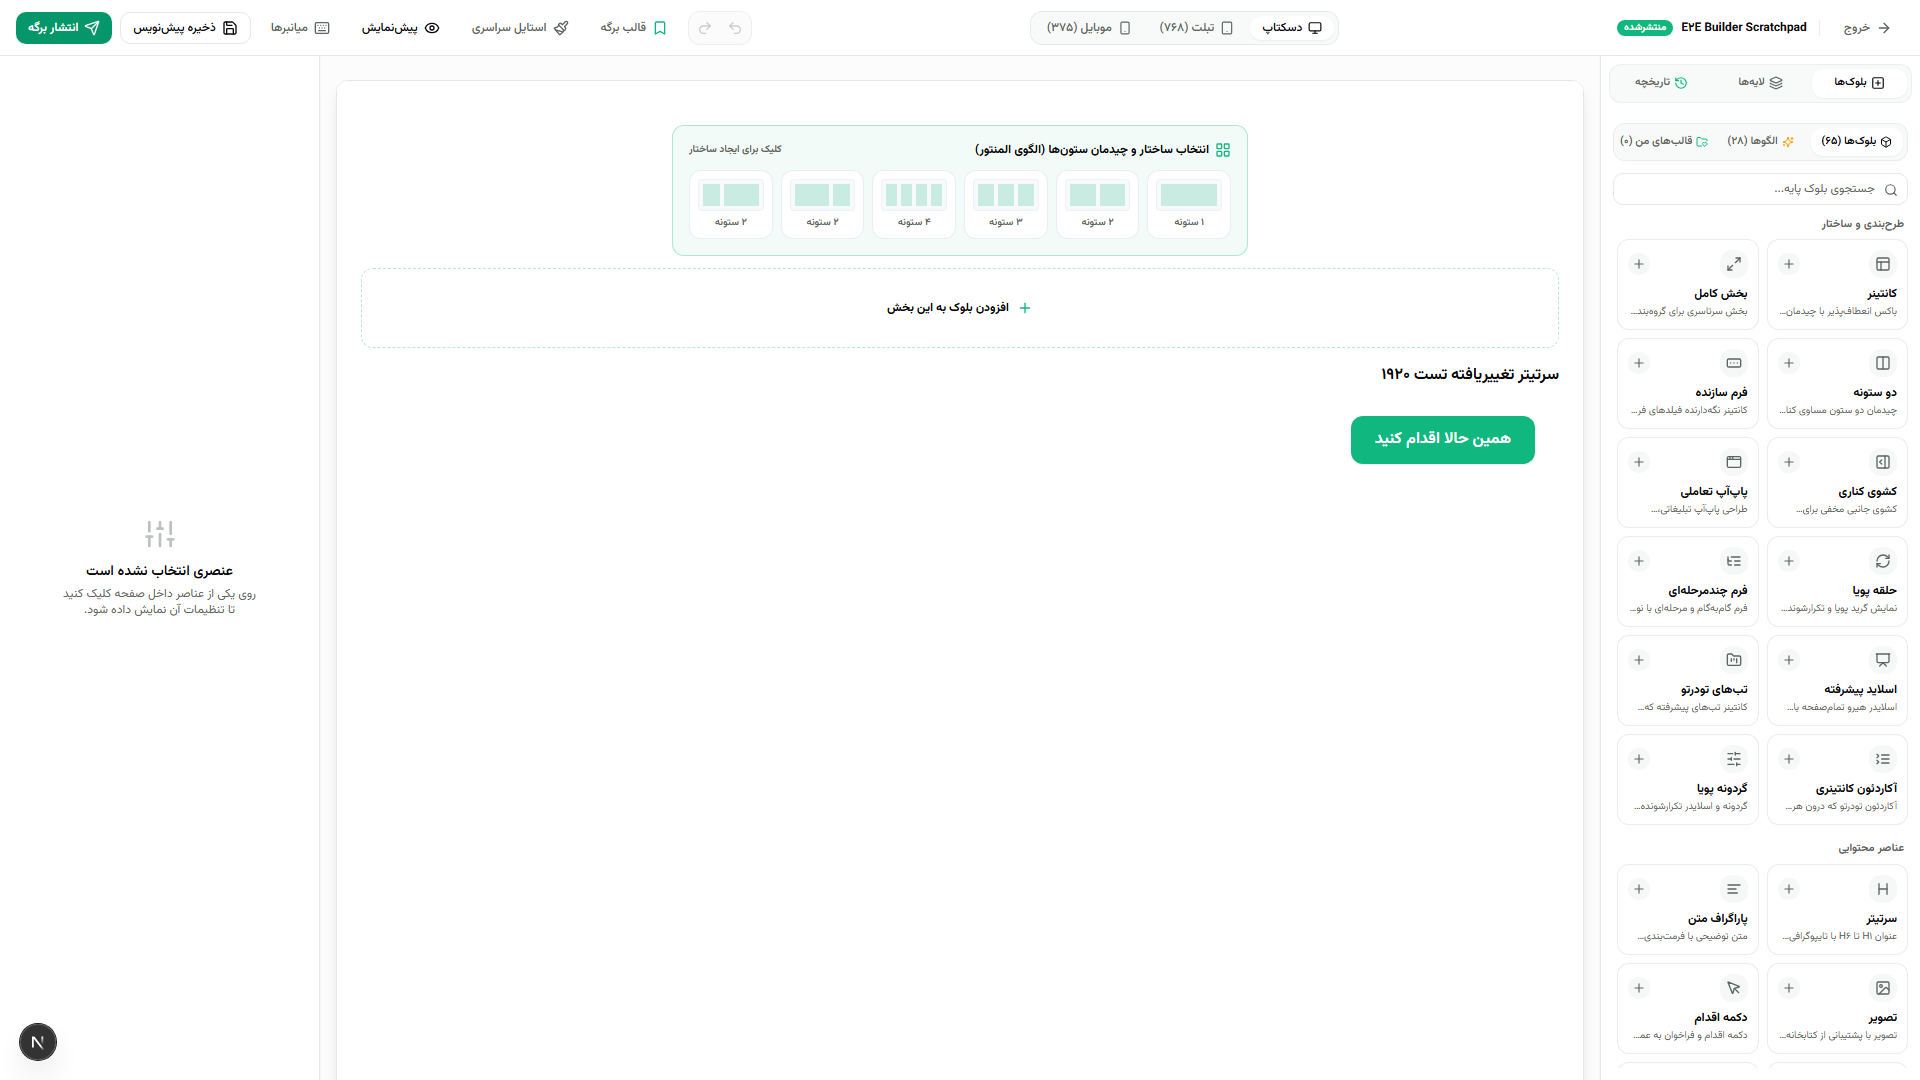 خروج
E۲E Builder Scratchpad
منتشرشده
دسکتاپ
تبلت (۷۶۸)
موبایل (۳۷۵)
قالب برگه
استایل سراسری
پیش‌نمایش
میانبرها
ذخیره پیش‌نویس
انتشار برگه
بلوک‌ها
لایه‌ها
تاریخچه
بلوک‌ها (۶۵)
الگوها (۲۸)
قالب‌های من (۰)
جستجوی بلوک پایه...
طرح‌بندی و ساختار
کانتینر
باکس انعطاف‌پذیر با چیدمان...
بخش کامل
بخش سرتاسری برای گروه‌بند...
دو ستونه
چیدمان دو ستون مساوی کنا...
فرم سازنده
کانتینر نگه‌دارنده فیلدهای فر...
کشوی کناری
کشوی جانبی مخفی برای...
پاپ‌آپ تعاملی
طراحی پاپ‌آپ تبلیغاتی،...
حلقه پویا
نمایش گرید پویا و تکرارشوند...
فرم چندمرحله‌ای
فرم گام‌به‌گام و مرحله‌ای با نو...
اسلاید پیشرفته
اسلایدر هیرو تمام‌صفحه با...
تب‌های تودرتو
کانتینر تب‌های پیشرفته که...
آکاردئون کانتینری
آکاردئون تودرتو که درون هر...
گردونه پویا
گردونه و اسلایدر تکرارشونده...
عناصر محتوایی
سرتیتر
عنوان H۱ تا H۶ با تایپوگرافی...
پاراگراف متن
متن توضیحی با فرمت‌بندی...
تصویر
تصویر با پشتیبانی از کتابخانه...
دکمه اقدام
دکمه اقدام و فراخوان به عم...
انتخاب ساختار و چیدمان ستون‌ها (الگوی المنتور)
کلیک برای ایجاد ساختار
۱ ستونه
۲ ستونه
۳ ستونه
۴ ستونه
۲ ستونه
۲ ستونه
افزودن بلوک به این بخش
سرتیتر تغییریافته تست ۱۹۲۰
همین حالا اقدام کنید
عنصری انتخاب نشده است
روی یکی از عناصر داخل صفحه کلیک کنید
تا تنظیمات آن نمایش داده شود.
N